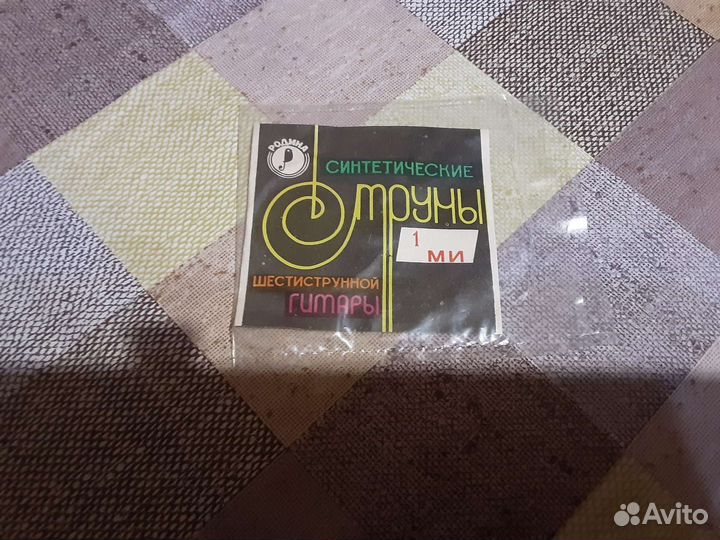 РОДИНА
Р
СИНТЕТИЧЕСКИЕ
Струны
1
МИ
ШЕСТИСТРУННОЙ
ГИТАРЫ
Avito